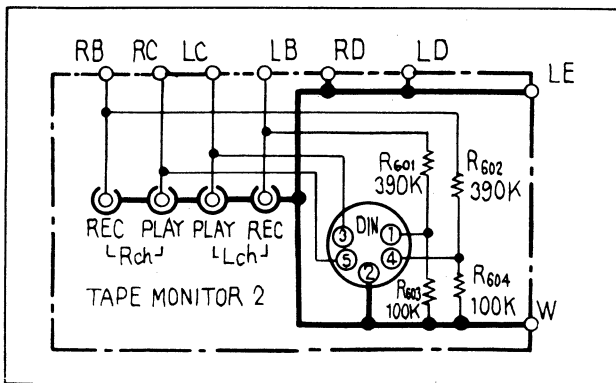 RB RC LC LB RD LD
LE
R601
390K
R602
390K
DIN
3 1
5 4
2
REC PLAY PLAY REC
Rch Lch
R603
100K
R604
100K
TAPE MONITOR 2
W